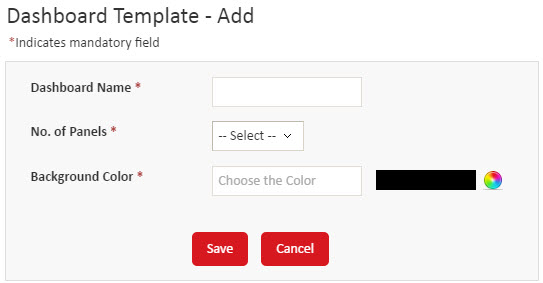 Dashboard Template - Add
*Indicates mandatory field
Dashboard Name *
No. of Panels * -- Select --
Background Color * Choose the Color
Save Cancel